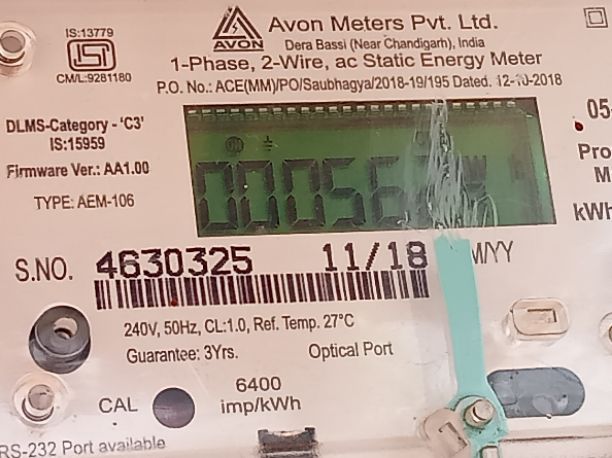 IS:13779
ISI
CM/L:9281180
AVON
Avon Meters Pvt. Ltd.
Dera Bassi (Near Chandigarh), India
1-Phase, 2-Wire, ac Static Energy Meter
P.O. No.: ACE(MM)/PO/Saubhagya/2018-19/195 Dated. 12-10-2018
DLMS-Category - 'C3'
IS:15959
Firmware Ver.: AA1.00
TYPE: AEM-106
05-
Pro
M
kWh
S.NO. 4630325 11/18 M/YY
240V, 50Hz, CL:1.0, Ref. Temp. 27°C
Guarantee: 3Yrs. Optical Port
CAL 6400
imp/kWh
RS-232 Port available